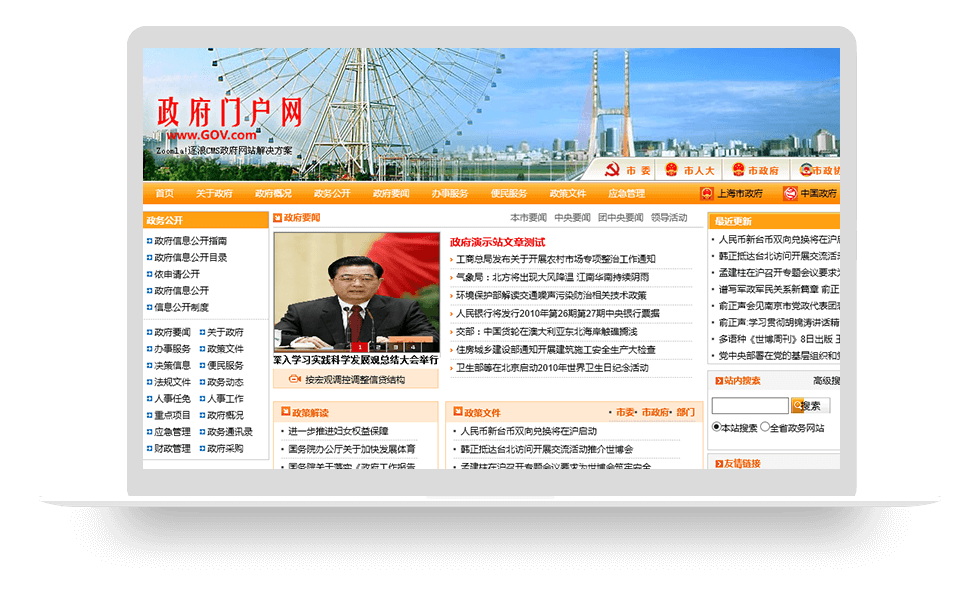 政府门户网
www.GOV.com
Zoomla!逐浪CMS政府网站解决方案
市 委 市人大 市政府 市政协
首页 关于政府 政府概况 政务公开 政府要闻 办事服务 便民服务 政策文件 应急管理 上海市政府 中国政府
政务公开
政府信息公开指南
政府信息公开目录
依申请公开
政府信息公开
信息公开制度
政府要闻 关于政府
办事服务 政策文件
决策信息 便民服务
法规文件 政务动态
人事任免 人事工作
重点项目 政府概况
应急管理 政务通讯录
财政管理 政府采购
政府要闻
本市要闻 中央要闻 团中央要闻 领导活动
1 2 3 4
深入学习实践科学发展观总结大会举行
按宏观调控调整信贷结构
政府演示站文章测试
工商总局发布关于开展农村市场专项整治工作通知
气象局：北方将出现大风降温 江南华南持续阴雨
环境保护部解读交通噪声污染防治相关技术政策
人民银行将发行2010年第26期第27期中央银行票据
交部：中国货轮在澳大利亚东北海岸触礁搁浅
住房城乡建设部通知开展建筑施工安全生产大检查
卫生部等在北京启动2010年世界卫生日纪念活动
政策解读
进一步推进妇女权益保障
国务院办公厅关于加快发展体育
国务院关于落实《政府工作报告
政策文件
• 市委• 市政府• 部门
人民币新台币双向兑换将在沪启动
韩正抵达台北访问开展交流活动推介世博会
孟建柱在沪召开专题会议要求为世博会筑牢安全
最近更新
人民币新台币双向兑换将在沪启
韩正抵达台北访问开展交流活
孟建柱在沪召开专题会议要求
谱写军政军民关系新篇章 俞正
俞正声会见南京市党政代表团
俞正声:学习贯彻胡锦涛讲话精
多语种《世博周刊》8日出版 王
党中央部署在党的基层组织和
站内搜索 高级搜
搜索
本站搜索 全省政务网站
友情链接